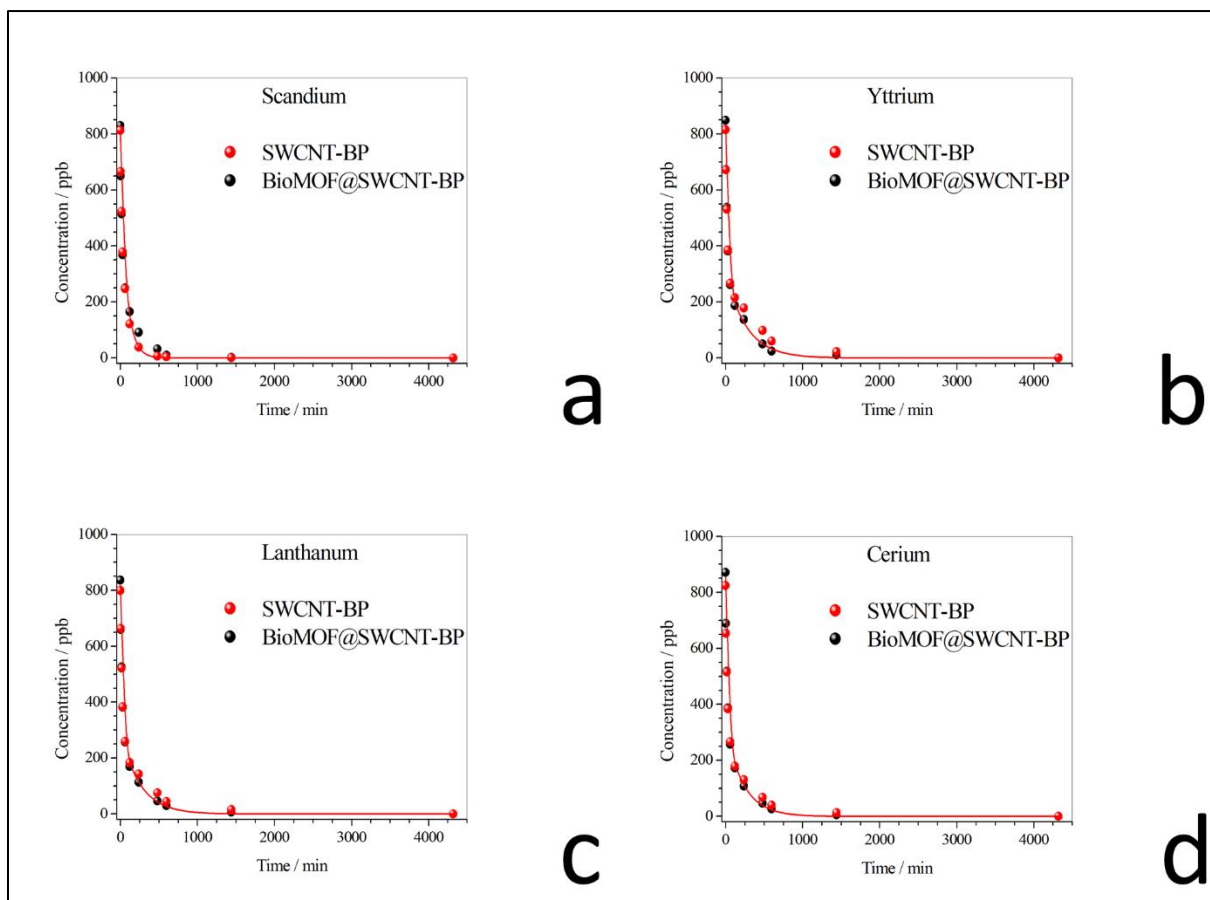 1000
800
600
400
200
0
Concentration / ppb
Scandium
SWCNT-BP
BioMOF@SWCNT-BP
0 1000 2000 3000 4000
Time / min
a
1000
800
600
400
200
0
Concentration / ppb
Yttrium
SWCNT-BP
BioMOF@SWCNT-BP
0 1000 2000 3000 4000
Time / min
b
1000
800
600
400
200
0
Concentration / ppb
Lanthanum
SWCNT-BP
BioMOF@SWCNT-BP
0 1000 2000 3000 4000
Time / min
c
1000
800
600
400
200
0
Concentration / ppb
Cerium
SWCNT-BP
BioMOF@SWCNT-BP
0 1000 2000 3000 4000
Time / min
d